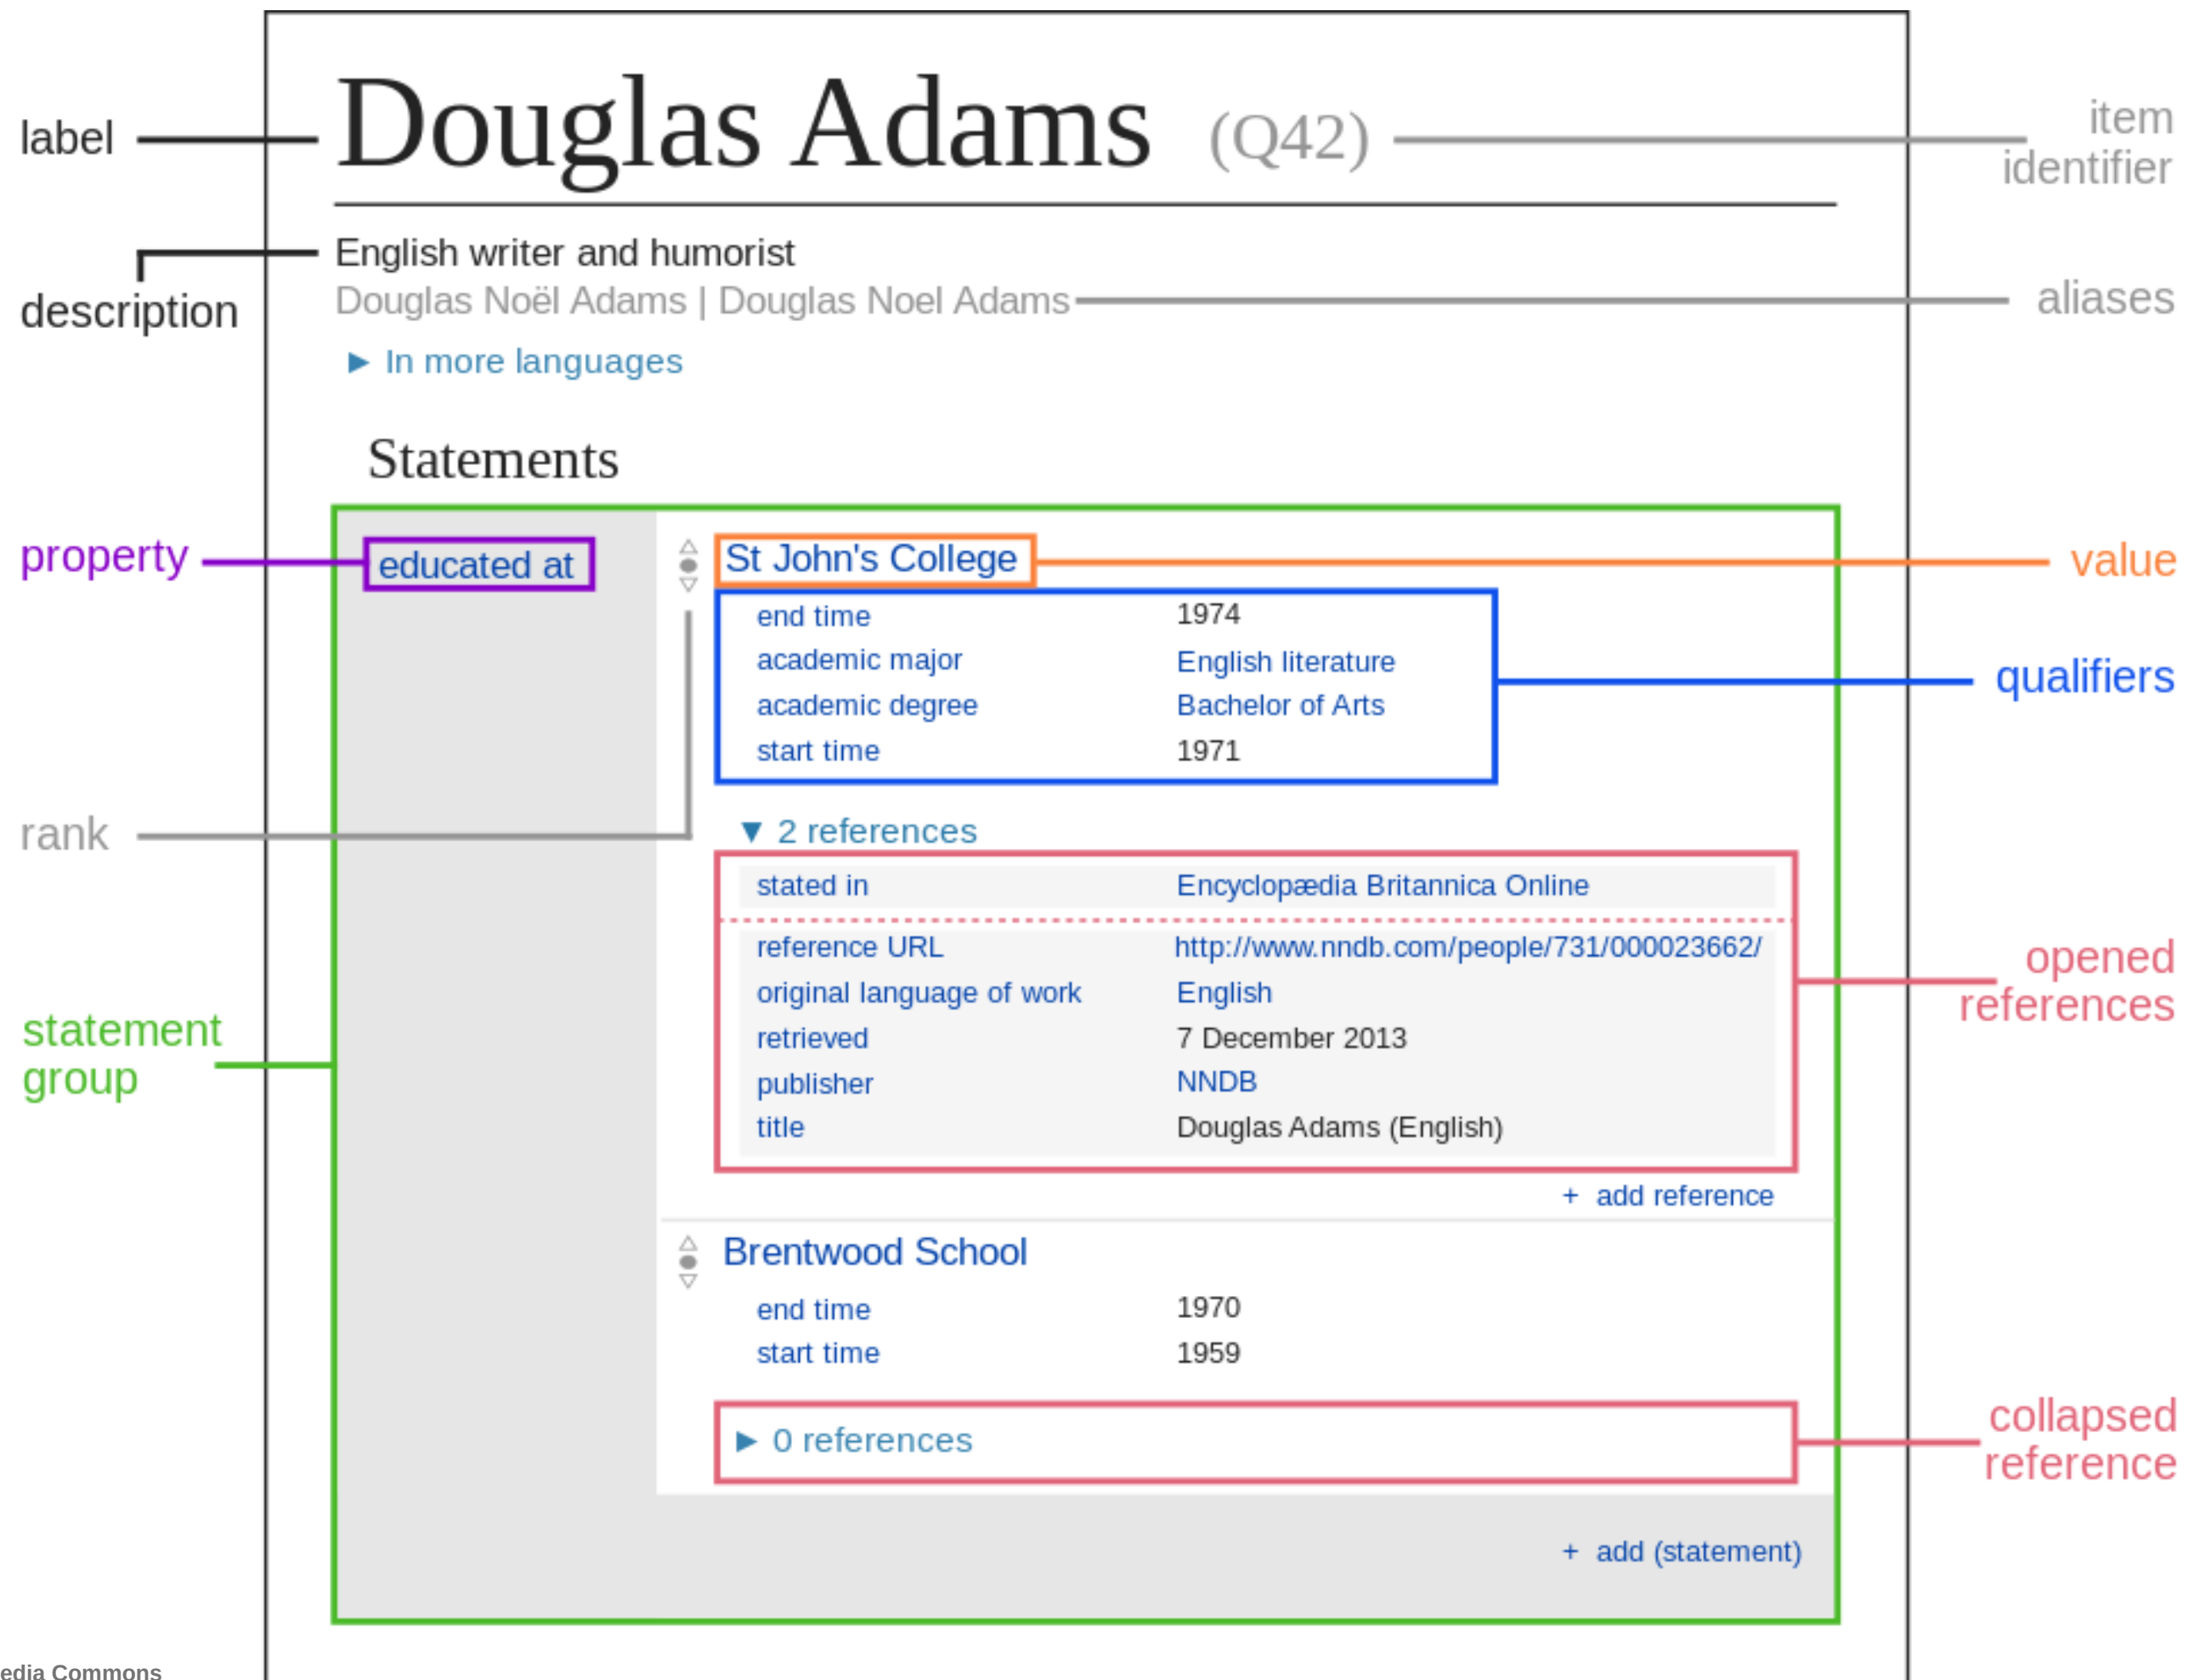 label
Douglas Adams (Q42)
item
identifier
English writer and humorist
description
Douglas Noël Adams | Douglas Noel Adams
aliases
► In more languages
Statements
property
educated at
St John's College
value
end time 1974
academic major English literature
academic degree Bachelor of Arts
start time 1971
qualifiers
rank
▼ 2 references
stated in Encyclopædia Britannica Online
reference URL http://www.nndb.com/people/731/000023662/
original language of work English
retrieved 7 December 2013
publisher NNDB
title Douglas Adams (English)
opened
references
statement
group
+ add reference
Brentwood School
end time 1970
start time 1959
► 0 references
collapsed
reference
+ add (statement)
edia Commons